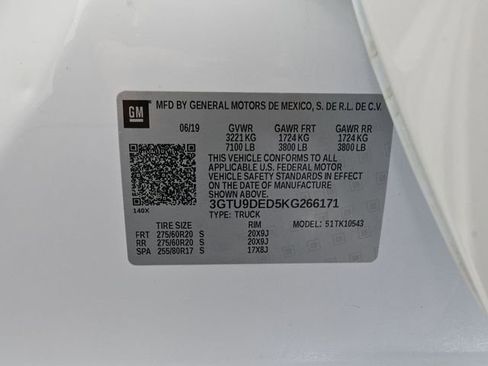 GM
MFD BY GENERAL MOTORS DE MEXICO, S. DE R.L. DE C.V.
06/19 GVWR GAWR FRT GAWR RR
3221 KG 1724 KG 1724 KG
7100 LB 3800 LB 3800 LB
THIS VEHICLE CONFORMS TO ALL
APPLICABLE U.S. FEDERAL MOTOR
VEHICLE SAFETY STANDARDS IN EFFECT
ON THE DATE OF MANUFACTURE
SHOWN ABOVE.
3GTU9DED5KG266171
140X TYPE: TRUCK
TIRE SIZE RIM MODEL: 51TK10543
FRT 275/60R20 S 20X9J
RR 275/60R20 S 20X9J
SPA 255/80R17 S 17X8J